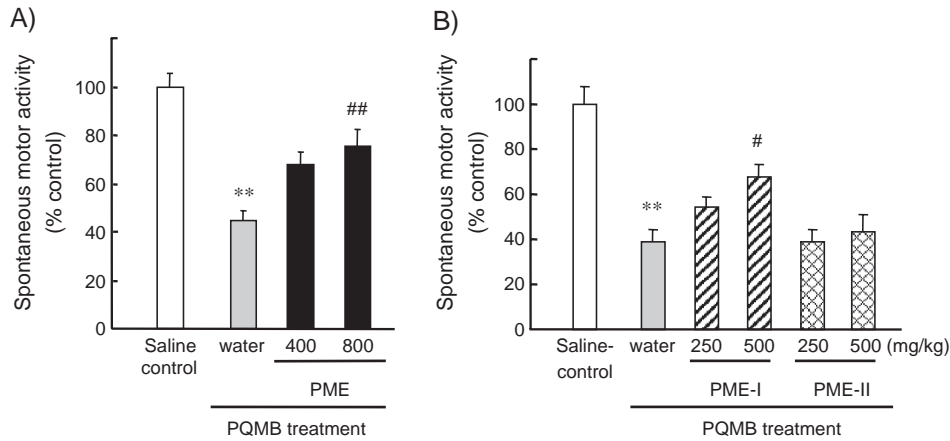 A)
Spontaneous motor activity
(% control)
100
80
60
40
20
0
**
##
Saline
control
water
400
800
PME
PQMB treatment
B)
Spontaneous motor activity
(% control)
100
80
60
40
20
0
**
#
Saline-
control
water
250
500
250
500
(mg/kg)
PME-I
PME-II
PQMB treatment